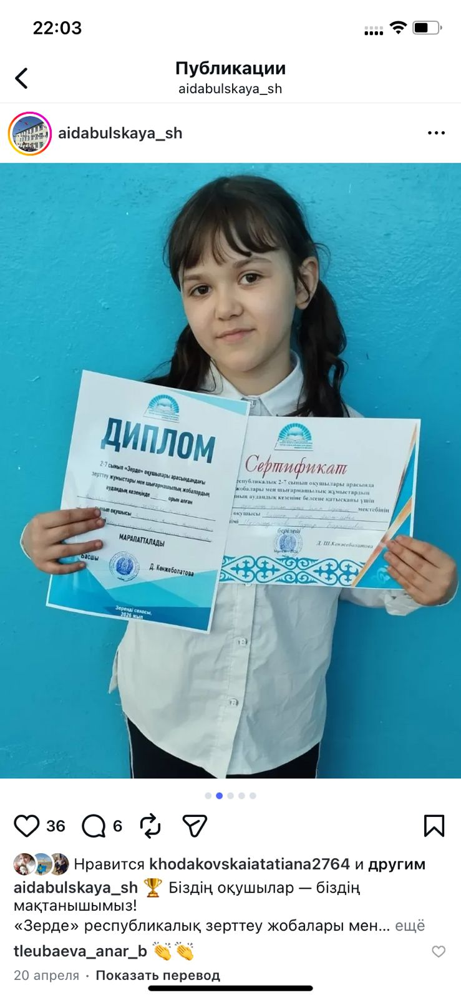 22:03
Публикации
aidabulskaya_sh
aidabulskaya_sh
ДИПЛОМ
2-7 сынып «Зерде» оқушылары арасындандағы
зерттеу жұмыстары мен шығармашылық жобалардың
аудандық кезеңінде орын алған
сынып оқушысы
МАРАПАТТАЛАДЫ
Басшы
Д. Кенжеболатова
Зеренді селосы,
2026 жыл
Сертификат
республикалық 2-7 сынып оқушылары арасында
жобалары мен шығармашылық жұмыстардың
аудандық кезеңіне белсене қатысқаны үшін
мектебінің
оқушысы
беріледі
Д. Ш.Кенжеболатова
36
6
Нравится khodakovskaiatatiana2764 и другим
aidabulskaya_sh 🏆 Біздің оқушылар — біздің
мақтанышымыз!
«Зерде» республикалық зерттеу жобалары мен... ещё
tleubaeva_anar_b 👏👏
20 апреля · Показать перевод